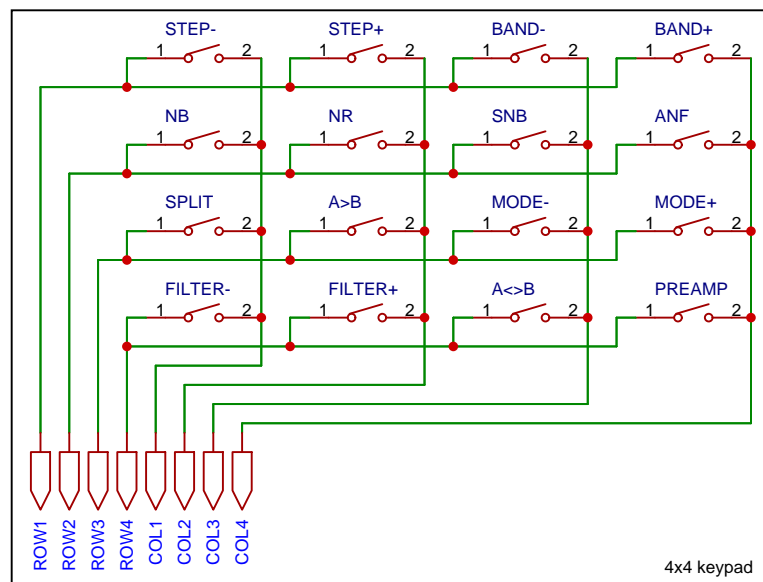 STEP- STEP+ BAND- BAND+
1 2 1 2 1 2 1 2
NB NR SNB ANF
1 2 1 2 1 2 1 2
SPLIT A>B MODE- MODE+
1 2 1 2 1 2 1 2
FILTER- FILTER+ A<>B PREAMP
1 2 1 2 1 2 1 2
ROW1
ROW2
ROW3
ROW4
COL1
COL2
COL3
COL4
4x4 keypad